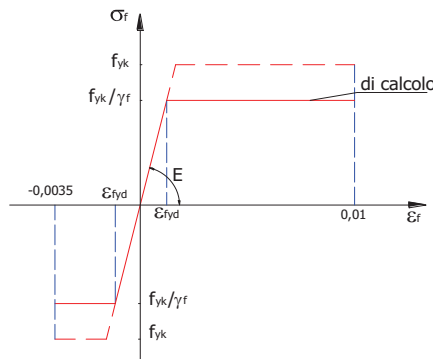 σf
fyk
fyk/γf
di calcolo
-0,0035
εfyd
E
εfyd
0,01
εf
fyk/γf
fyk